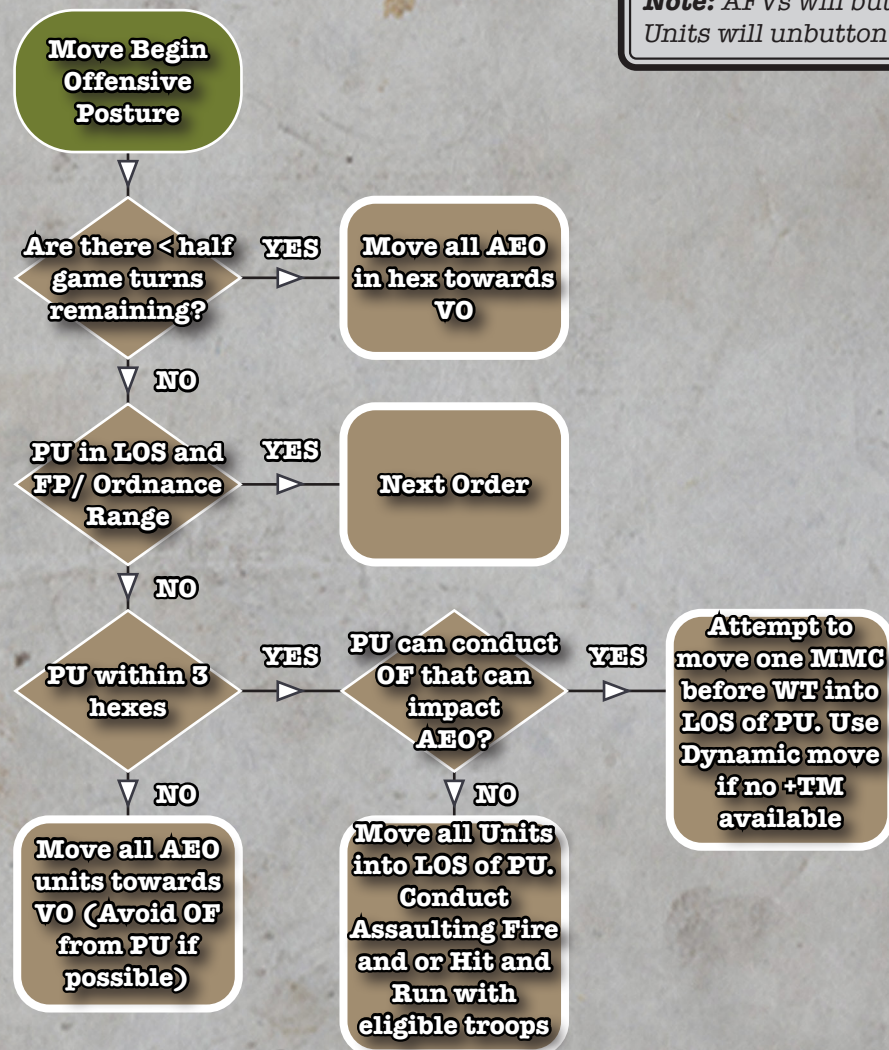 Note: AFVs will but
Units will unbutton
Move Begin
Offensive
Posture
Are there < half
game turns
remaining?
YES
Move all AEO
in hex towards
VO
NO
PU in LOS and
FP/ Ordnance
Range
YES
Next Order
NO
PU within 3
hexes
YES
PU can conduct
OF that can
impact
AEO?
YES
Attempt to
move one MMC
before WT into
LOS of PU. Use
Dynamic move
if no +TM
available
NO
Move all AEO
units towards
VO (Avoid OF
from PU if
possible)
NO
Move all Units
into LOS of PU.
Conduct
Assaulting Fire
and or Hit and
Run with
eligible troops